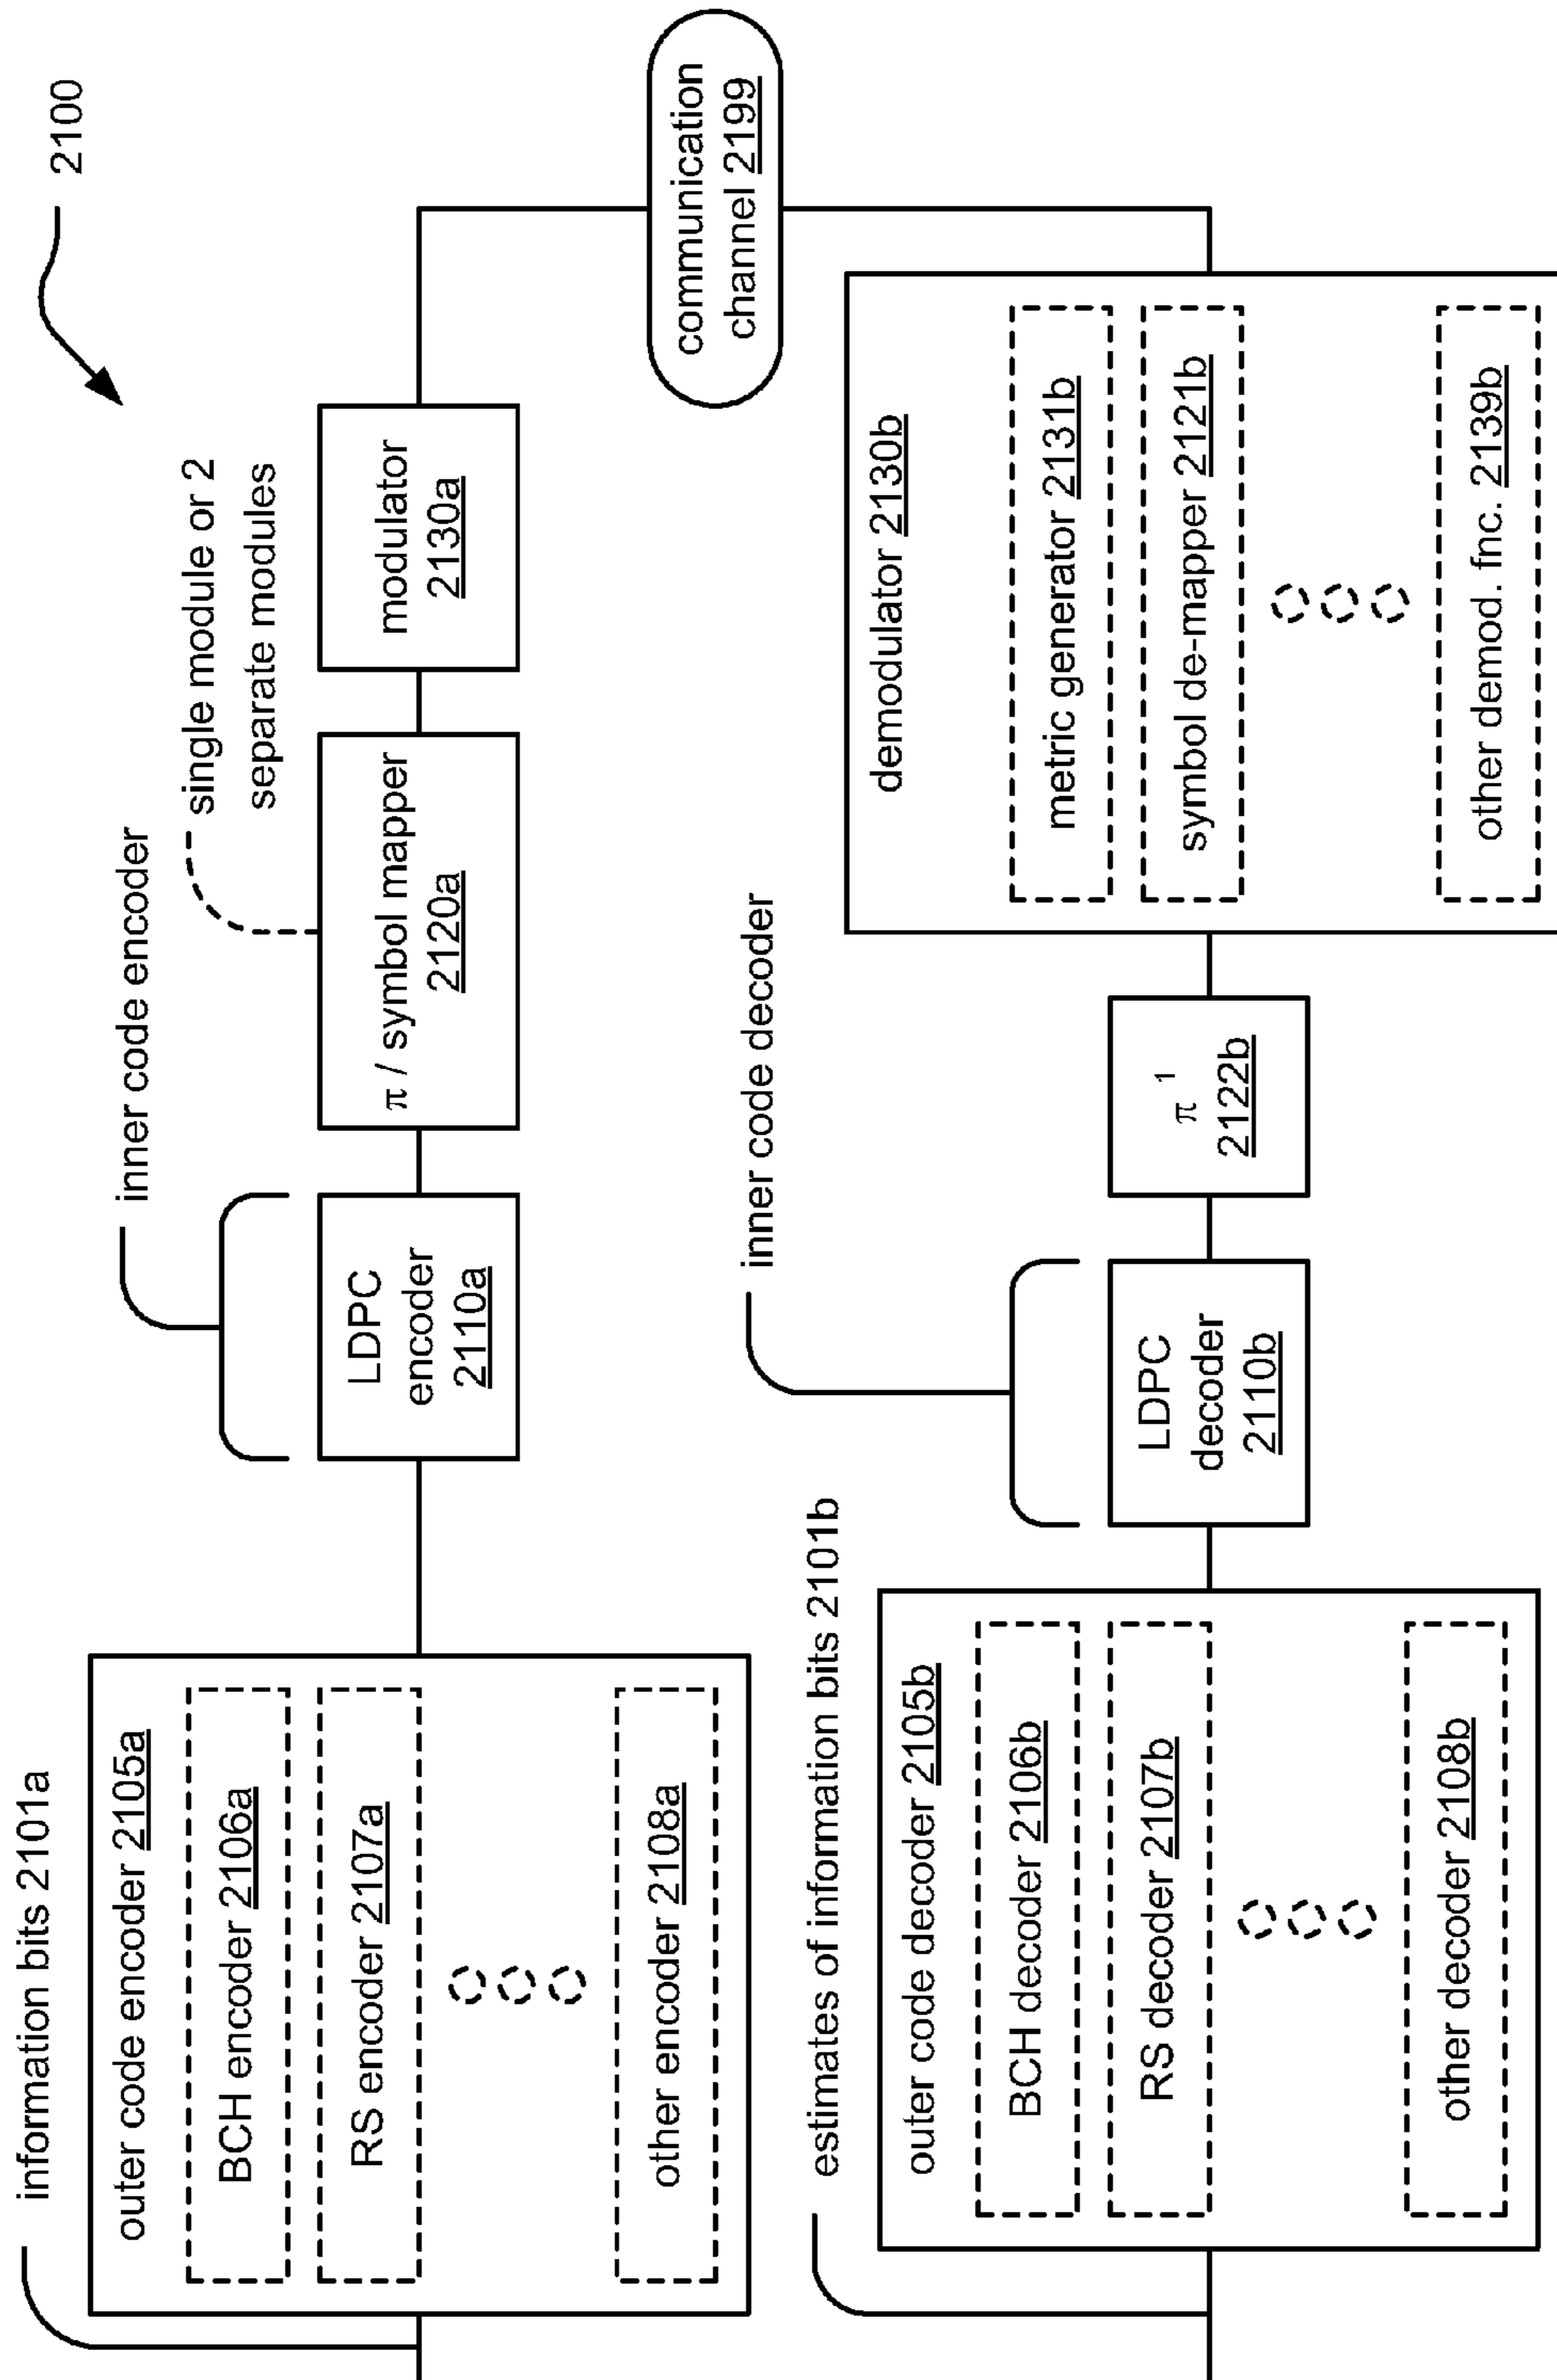 2100
information bits 2101a
outer code encoder 2105a
BCH encoder 2106a
RS encoder 2107a
other encoder 2108a
inner code encoder
LDPC
encoder
2110a
single module or 2
separate modules
π / symbol mapper
2120a
modulator
2130a
communication
channel 2199
estimates of information bits 2101b
outer code decoder 2105b
BCH decoder 2106b
RS decoder 2107b
other decoder 2108b
inner code decoder
LDPC
decoder
2110b
π 1
2122b
demodulator 2130b
metric generator 2131b
symbol de-mapper 2121b
other demod. fnc. 2139b